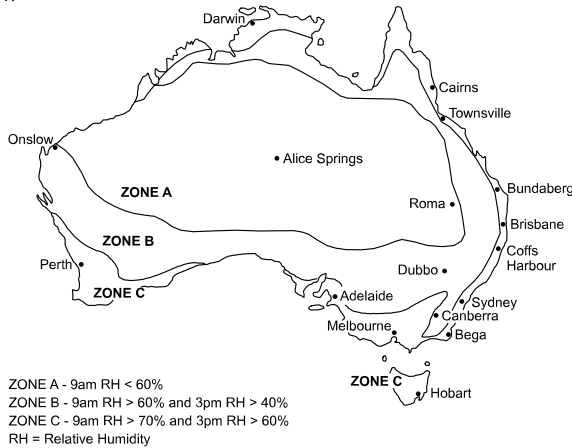 Darwin
Cairns
Townsville
Onslow
Alice Springs
ZONE A
Bundaberg
Roma
Brisbane
ZONE B
Coffs
Harbour
Perth
Dubbo
ZONE C
Adelaide
Sydney
Canberra
Melbourne
Bega
ZONE C
Hobart
ZONE A - 9am RH < 60%
ZONE B - 9am RH > 60% and 3pm RH > 40%
ZONE C - 9am RH > 70% and 3pm RH > 60%
RH = Relative Humidity